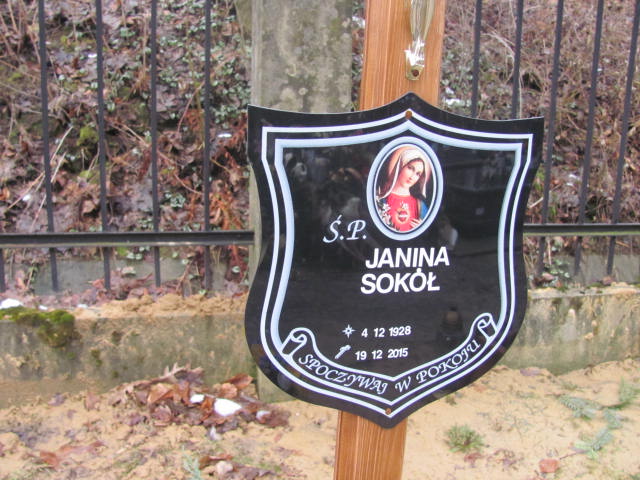 Ś.P.
JANINA
SOKÓŁ
4 12 1928
19 12 2015
SPOCZYWAJ W POKOJU